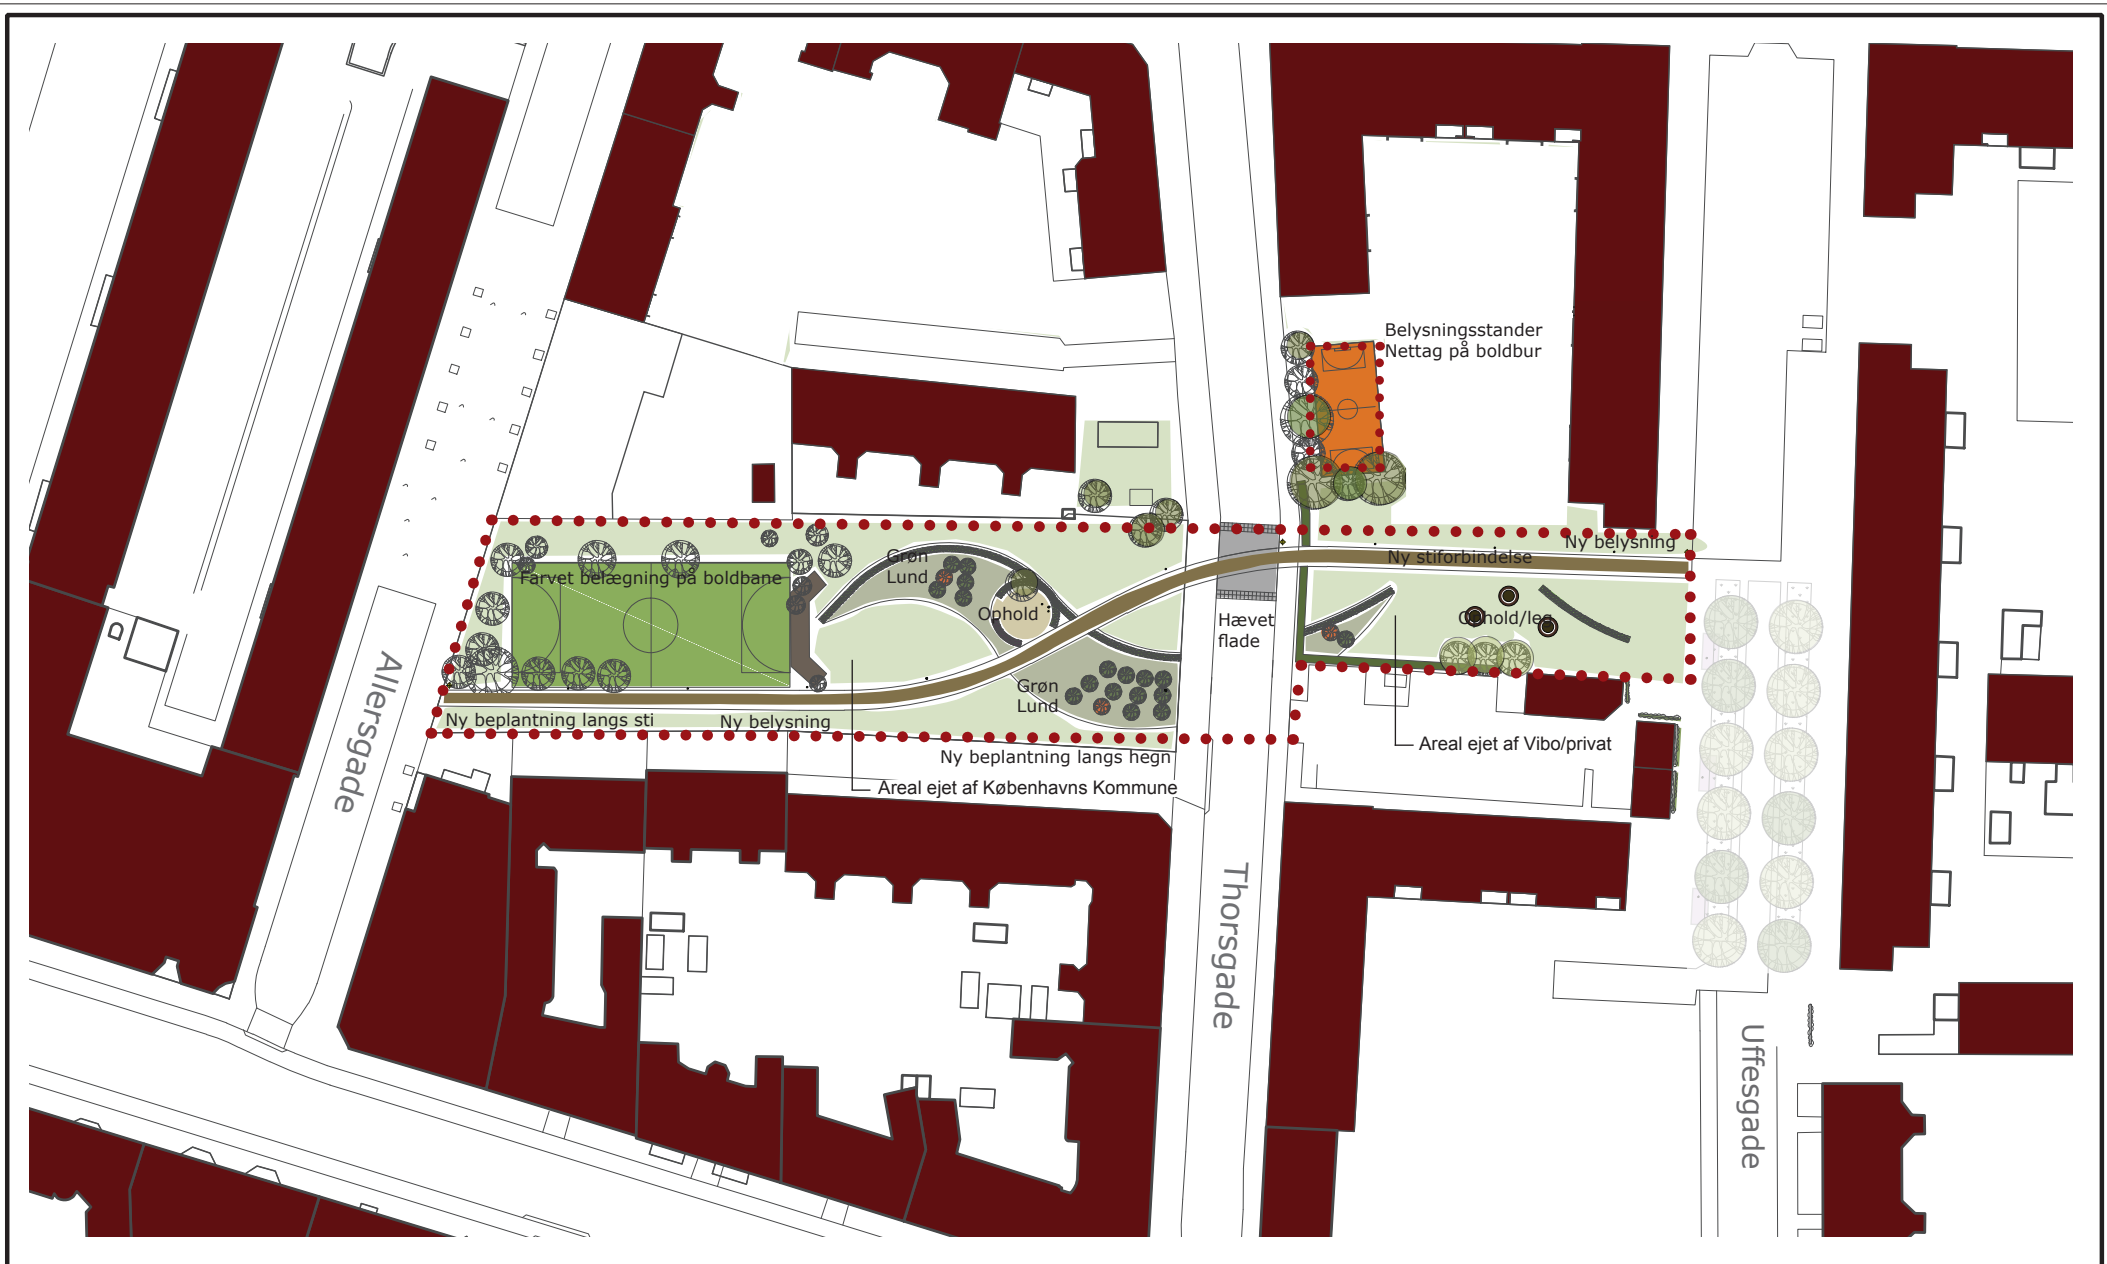 Belysningsstander
Nettag på boldbur
Grøn
Lund
Ny belysning
Ny stiforbindelse
Farvet belægning på boldbane
Ophold
Ophold/leg
Hævet
flade
Allersgade
Grøn
Lund
Ny beplantning langs sti
Ny belysning
Areal ejet af Vibo/privat
Ny beplantning langs hegn
Areal ejet af Københavns Kommune
Thorsgade
Uffesgade